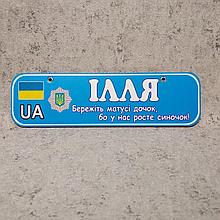 ІЛЛЯ
UA
Бережіть матусі дочок,
бо у нас росте синочок!